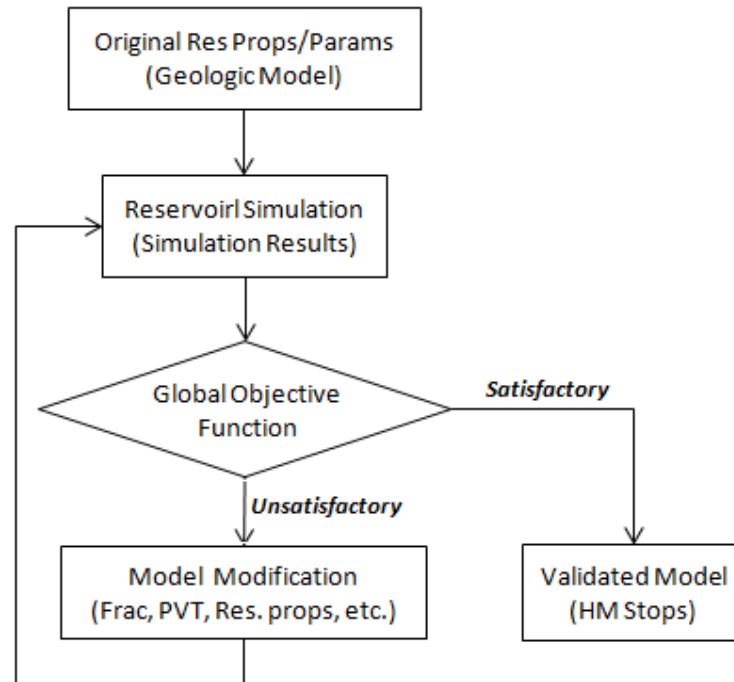 Original Res Props/Params
(Geologic Model)
Reservoirl Simulation
(Simulation Results)
Global Objective
Function
Satisfactory
Unsatisfactory
Model Modification
(Frac, PVT, Res. props, etc.)
Validated Model
(HM Stops)